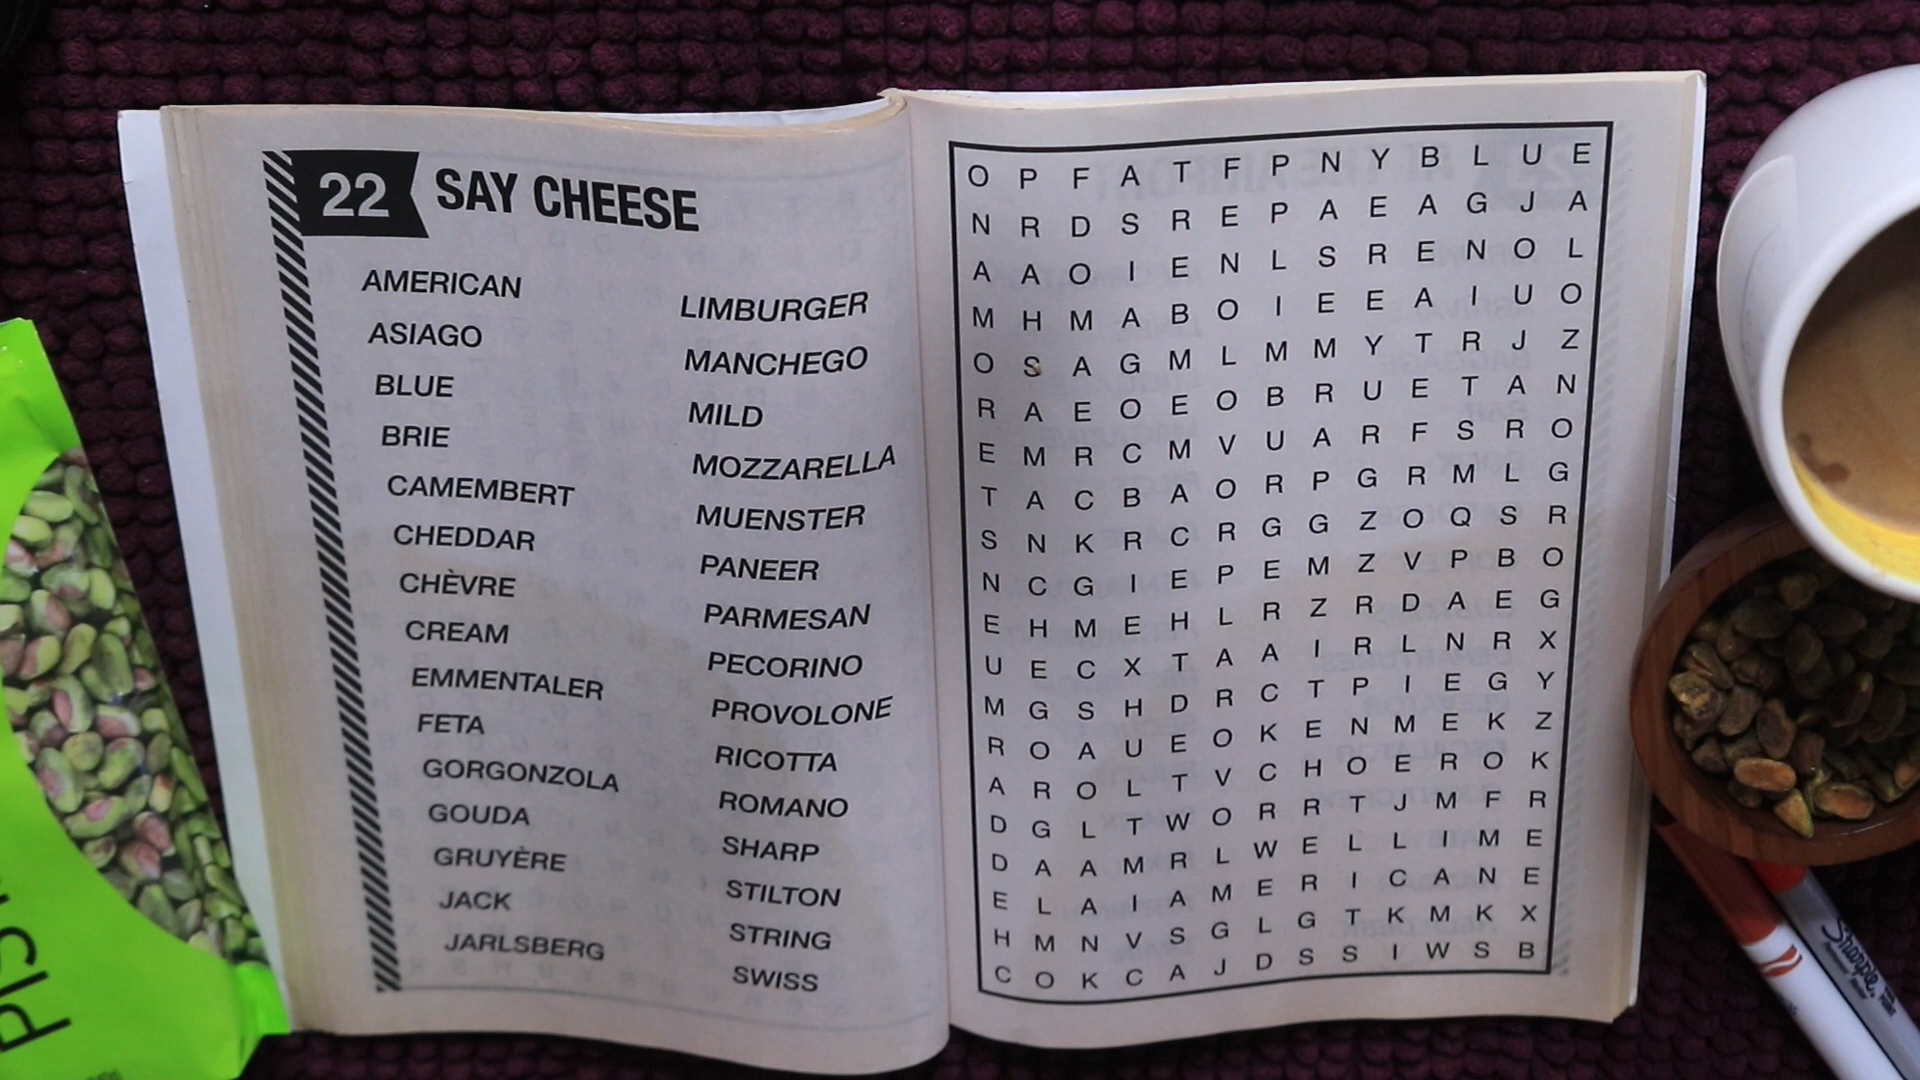 22 SAY CHEESE
AMERICAN
ASIAGO
BLUE
BRIE
CAMEMBERT
CHEDDAR
CHÈVRE
CREAM
EMMENTALER
FETA
GORGONZOLA
GOUDA
GRUYÈRE
JACK
JARLSBERG
LIMBURGER
MANCHEGO
MILD
MOZZARELLA
MUENSTER
PANEER
PARMESAN
PECORINO
PROVOLONE
RICOTTA
ROMANO
SHARP
STILTON
STRING
SWISS
O P F A T F P N Y B L U E
N R D S R E P A E A G J A
A A O I E N L S R E N O L
M H M A B O I E E A I U O
O S A G M L M M Y T R J Z
R A E O E O B R U E T A N
E M R C M V U A R F S R O
T A C B A O R P G R M L G
S N K R C R G G Z O Q S R
N C G I E P E M Z V P B O
E H M E H L R Z R D A E G
U E C X T A A I R L N R X
M G S H D R C T P I E G Y
R O A U E O K E N M E K Z
A R O L T V C H O E R O K
D G L T W O R R T J M F R
D A A M R L W E L L I M E
E L A I A M E R I C A N E
H M N V S G L G T K M K X
C O K C A J D S S I W S B
Sharpie.